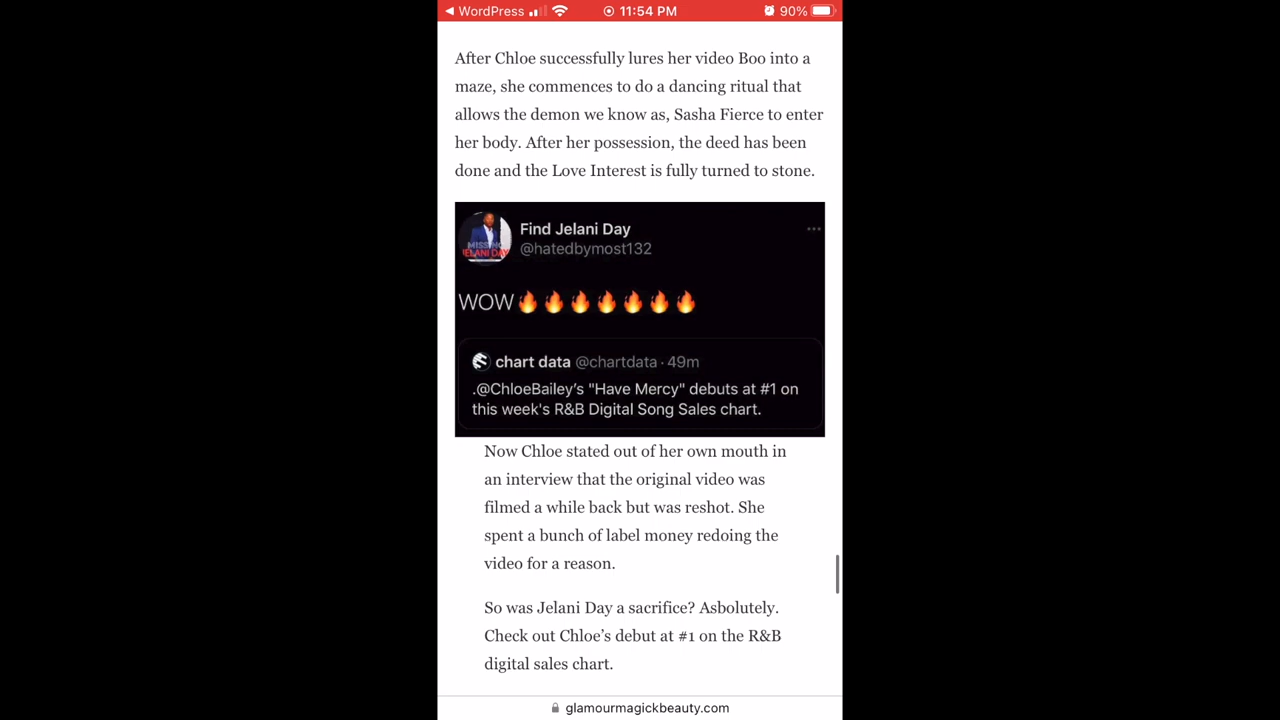 WordPress 11:54 PM 90%
After Chloe successfully lures her video Boo into a
maze, she commences to do a dancing ritual that
allows the demon we know as, Sasha Fierce to enter
her body. After her possession, the deed has been
done and the Love Interest is fully turned to stone.
MISSING
JELANI DAY
Find Jelani Day
@hatedbymost132
WOW🔥🔥🔥🔥🔥🔥🔥
chart data @chartdata · 49m
.@ChloeBailey's "Have Mercy" debuts at #1 on
this week's R&B Digital Song Sales chart.
Now Chloe stated out of her own mouth in
an interview that the original video was
filmed a while back but was reshot. She
spent a bunch of label money redoing the
video for a reason.
So was Jelani Day a sacrifice? Asbolutely.
Check out Chloe’s debut at #1 on the R&B
digital sales chart.
glamourmagickbeauty.com